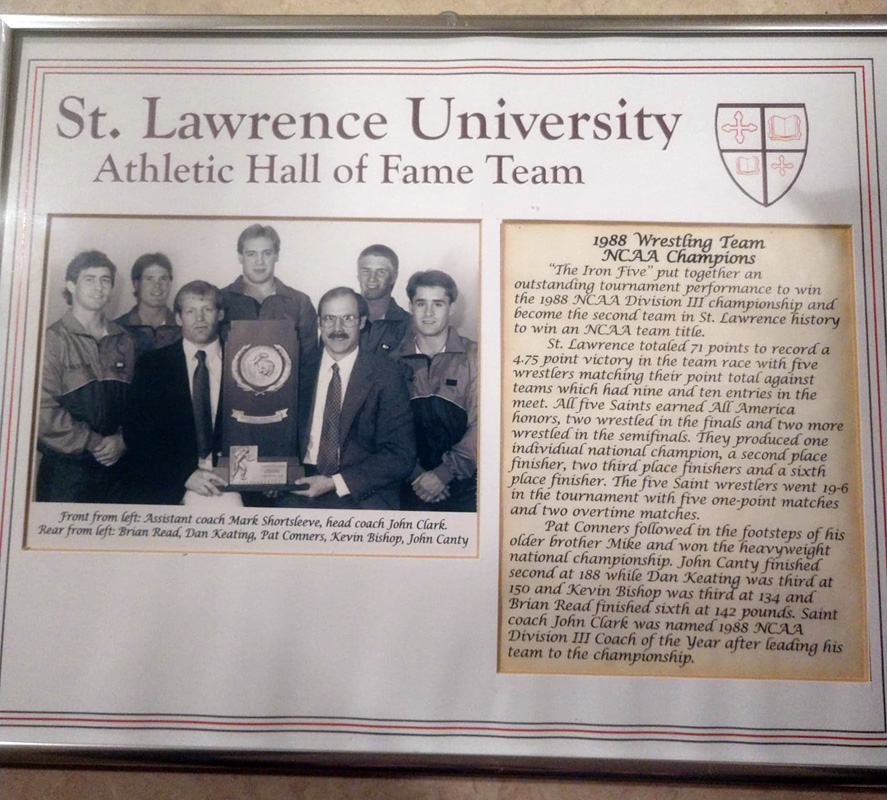 St. Lawrence University
Athletic Hall of Fame Team
Front from left: Assistant coach Mark Shortsleeve, head coach John Clark.
Rear from left: Brian Read, Dan Keating, Pat Conners, Kevin Bishop, John Canty
1988 Wrestling Team
NCAA Champions
"The Iron Five" put together an
outstanding tournament performance to win
the 1988 NCAA Division III championship and
become the second team in St. Lawrence history
to win an NCAA team title.
St. Lawrence totaled 71 points to record a
4.75 point victory in the team race with five
wrestlers matching their point total against
teams which had nine and ten entries in the
meet. All five Saints earned All America
honors, two wrestled in the finals and two more
wrestled in the semifinals. They produced one
individual national champion, a second place
finisher, two third place finishers and a sixth
place finisher. The five Saint wrestlers went 19-6
in the tournament with five one-point matches
and two overtime matches.
Pat Conners followed in the footsteps of his
older brother Mike and won the heavyweight
national championship. John Canty finished
second at 188 while Dan Keating was third at
150 and Kevin Bishop was third at 134 and
Brian Read finished sixth at 142 pounds. Saint
coach John Clark was named 1988 NCAA
Division III Coach of the Year after leading his
team to the championship.